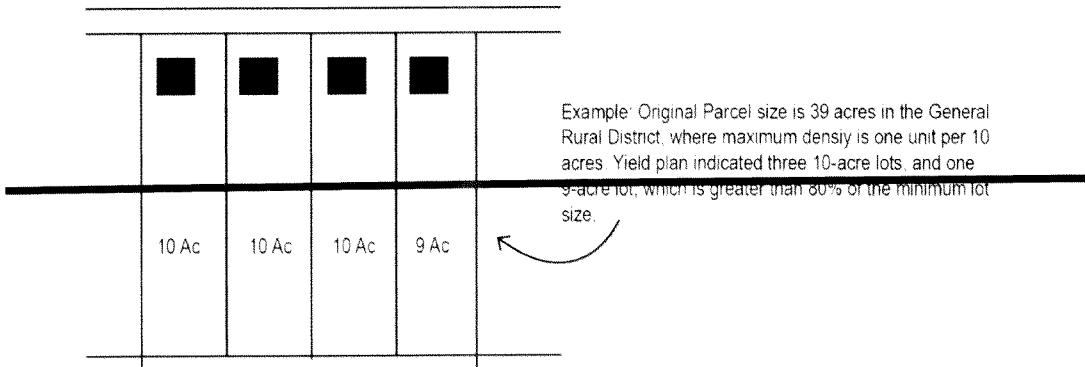 Example: Original Parcel size is 39 acres in the General
Rural District, where maximum densiy is one unit per 10
acres. Yield plan indicated three 10-acre lots, and one
9-acre lot, which is greater than 80% of the minimum lot
size.
10 Ac 10 Ac 10 Ac 9 Ac